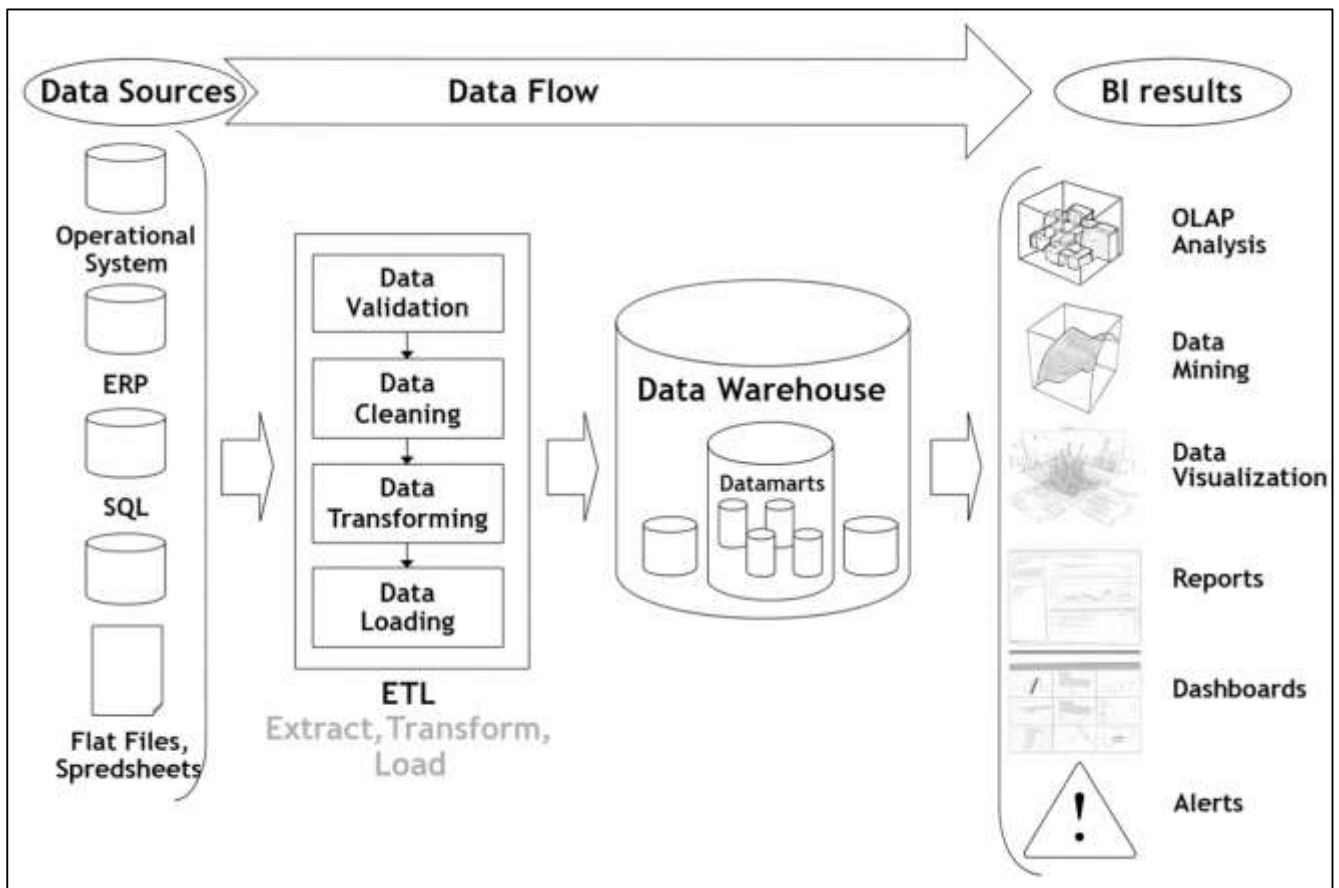 Data Sources
Data Flow
BI results
Operational
System
ERP
SQL
Flat Files,
Spredsheets
Data
Validation
Data
Cleaning
Data
Transforming
Data
Loading
ETL
Extract, Transform,
Load
Data Warehouse
Datamarts
OLAP
Analysis
Data
Mining
Data
Visualization
Reports
Dashboards
!
Alerts